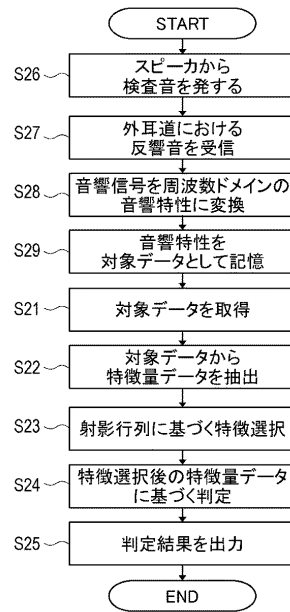 START
S26
スピーカから
検査音を発する
S27
外耳道における
反響音を受信
S28
音響信号を周波数ドメインの
音響特性に変換
S29
音響特性を
対象データとして記憶
S21
対象データを取得
S22
対象データから
特徴量データを抽出
S23
射影行列に基づく特徴選択
S24
特徴選択後の特徴量データ
に基づく判定
S25
判定結果を出力
END